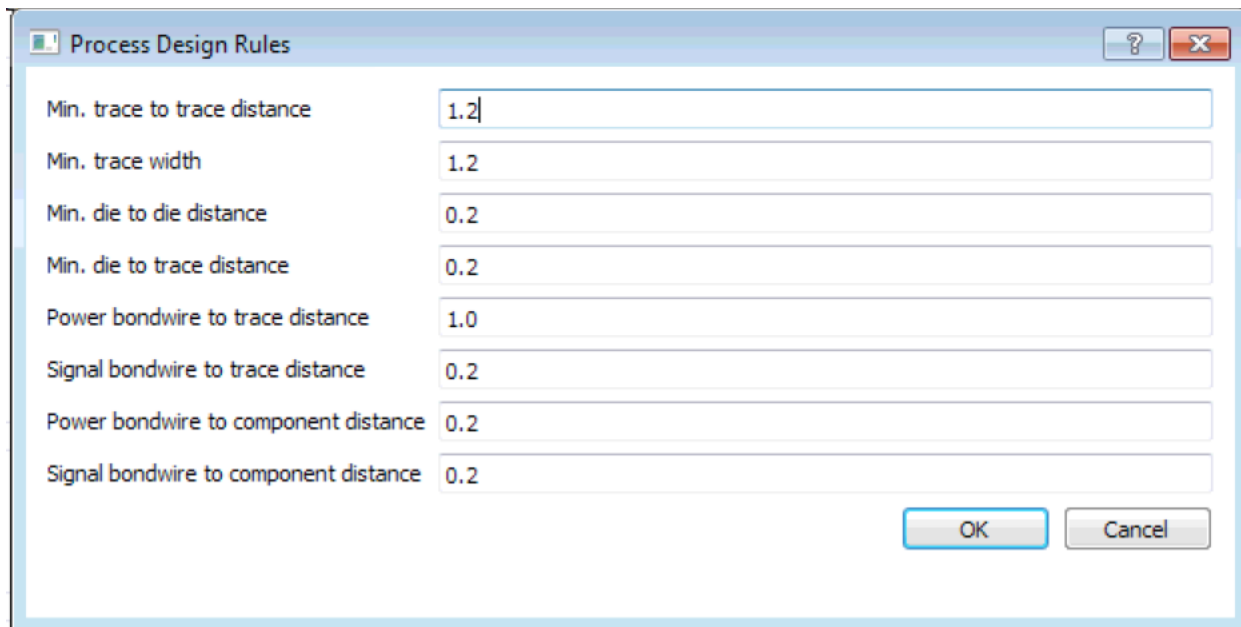 Process Design Rules
Min. trace to trace distance 1.2
Min. trace width 1.2
Min. die to die distance 0.2
Min. die to trace distance 0.2
Power bondwire to trace distance 1.0
Signal bondwire to trace distance 0.2
Power bondwire to component distance 0.2
Signal bondwire to component distance 0.2
OK Cancel